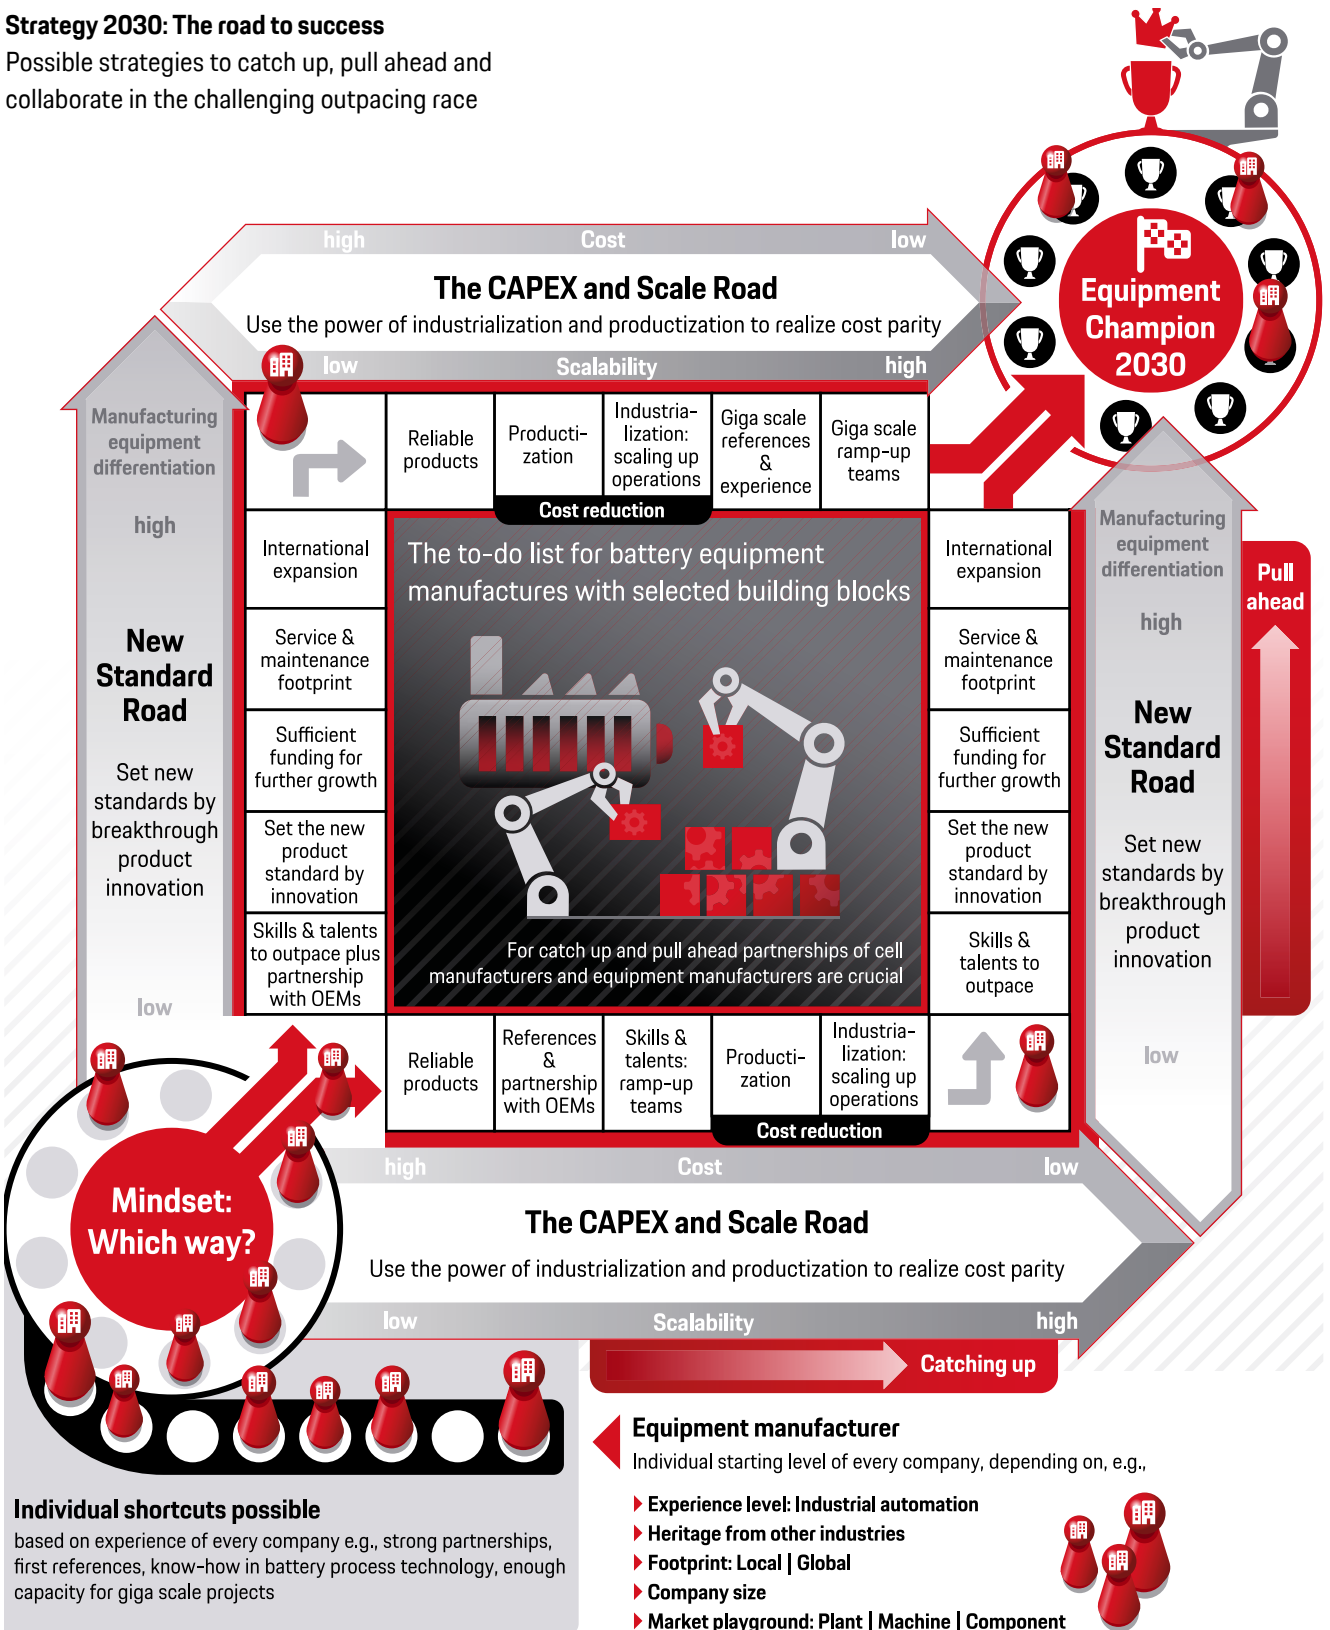 Strategy 2030: The road to success
Possible strategies to catch up, pull ahead and
collaborate in the challenging outpacing race
high
Cost
low
The CAPEX and Scale Road
Use the power of industrialization and productization to realize cost parity
low
Scalability
high
Equipment
Champion
2030
Manufacturing
equipment
differentiation
high
New
Standard
Road
Set new
standards by
breakthrough
product
innovation
low
Reliable
products
Producti-
zation
Industria-
lization:
scaling up
operations
Giga scale
references
&
experience
Giga scale
ramp-up
teams
Cost reduction
International
expansion
Service &
maintenance
footprint
Sufficient
funding for
further growth
Set the new
product
standard by
innovation
Skills & talents
to outpace plus
partnership
with OEMs
The to-do list for battery equipment
manufactures with selected building blocks
For catch up and pull ahead partnerships of cell
manufacturers and equipment manufacturers are crucial
International
expansion
Service &
maintenance
footprint
Sufficient
funding for
further growth
Set the new
product
standard by
innovation
Skills &
talents to
outpace
Manufacturing
equipment
differentiation
high
New
Standard
Road
Set new
standards by
breakthrough
product
innovation
low
Pull
ahead
Reliable
products
References
&
partnership
with OEMs
Skills &
talents:
ramp-up
teams
Producti-
zation
Industria-
lization:
scaling up
operations
Cost reduction
Mindset:
Which way?
high
Cost
low
The CAPEX and Scale Road
Use the power of industrialization and productization to realize cost parity
low
Scalability
high
Catching up
Individual shortcuts possible
based on experience of every company e.g., strong partnerships,
first references, know-how in battery process technology, enough
capacity for giga scale projects
Equipment manufacturer
Individual starting level of every company, depending on, e.g.,
Experience level: Industrial automation
Heritage from other industries
Footprint: Local | Global
Company size
Market playground: Plant | Machine | Component